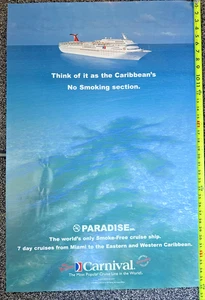 Think of it as the Caribbean's
No Smoking section.
PARADISE
The world's only Smoke-Free cruise ship.
7 day cruises from Miami to the Eastern and Western Caribbean.
Carnival
The Most Popular Cruise Line in the World.